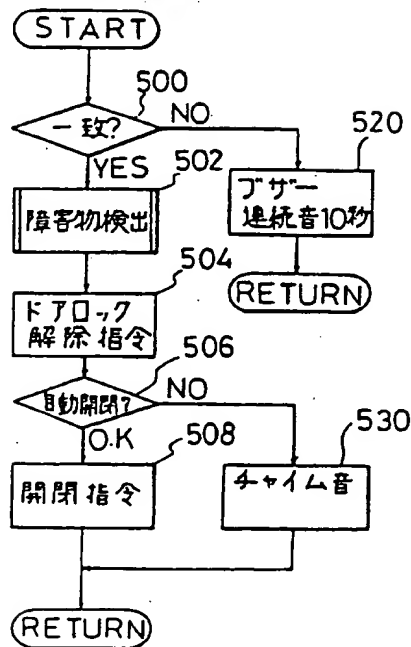 START
500
一致?
NO
YES
502
520
ブザー
連続音10秒
障害物検出
504
RETURN
ドアロック
解除指令
506
自動開閉?
NO
O.K
508
530
開閉指令
チャイム音
RETURN